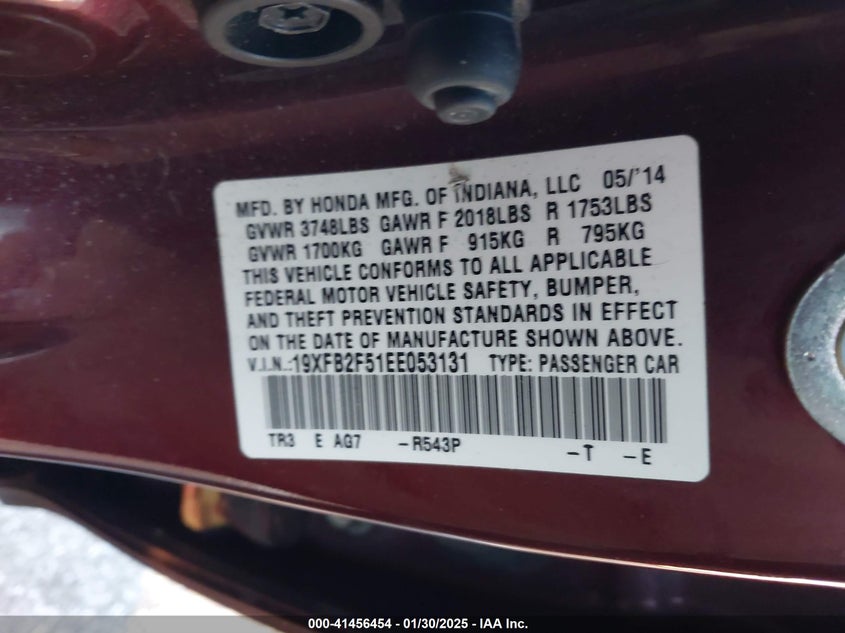 MFD. BY HONDA MFG. OF INDIANA, LLC 05/'14
GVWR 3748LBS GAWR F 2018LBS R 1753LBS
GVWR 1700KG GAWR F 915KG R 795KG
THIS VEHICLE CONFORMS TO ALL APPLICABLE
FEDERAL MOTOR VEHICLE SAFETY, BUMPER,
AND THEFT PREVENTION STANDARDS IN EFFECT
ON THE DATE OF MANUFACTURE SHOWN ABOVE.
V.I.N.:19XFB2F51EE053131 TYPE: PASSENGER CAR
TR3 E AG7 -R543P -T -E
000-41456454 - 01/30/2025 - IAA Inc.